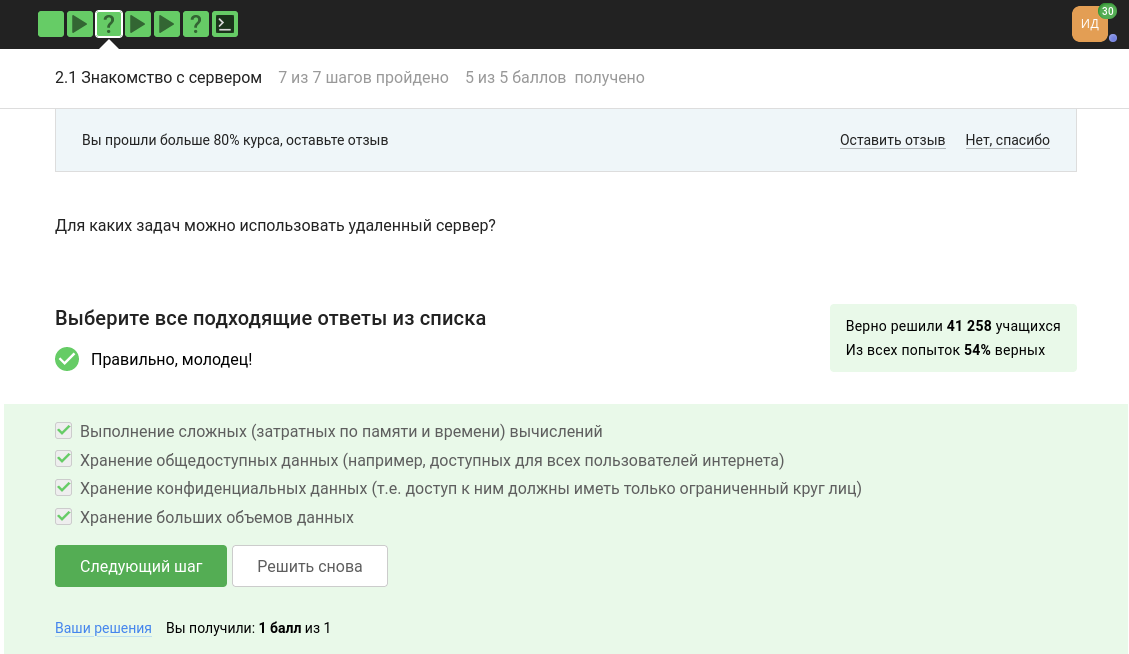 ? ?
ИД 30
2.1 Знакомство с сервером 7 из 7 шагов пройдено 5 из 5 баллов получено
Вы прошли больше 80% курса, оставьте отзыв Оставить отзыв Нет, спасибо
Для каких задач можно использовать удаленный сервер?
Выберите все подходящие ответы из списка
Верно решили 41 258 учащихся
Из всех попыток 54% верных
Правильно, молодец!
Выполнение сложных (затратных по памяти и времени) вычислений
Хранение общедоступных данных (например, доступных для всех пользователей интернета)
Хранение конфиденциальных данных (т.е. доступ к ним должны иметь только ограниченный круг лиц)
Хранение больших объемов данных
Следующий шаг Решить снова
Ваши решения Вы получили: 1 балл из 1